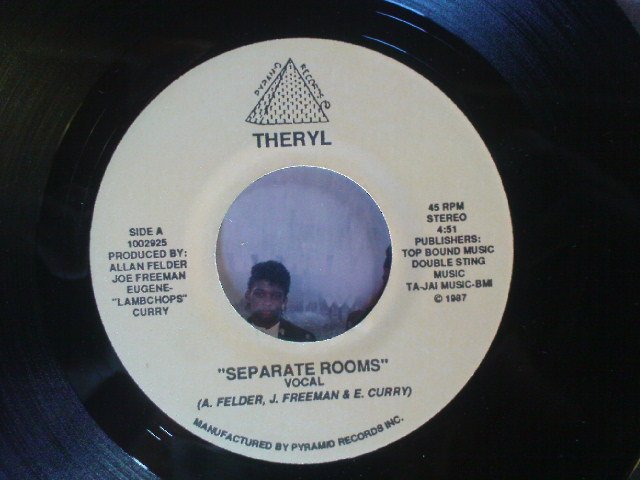 PYRAMID RECORDS ®
THERYL
SIDE A
1002925
PRODUCED BY:
ALLAN FELDER
JOE FREEMAN
EUGENE-
"LAMBCHOPS"
CURRY
45 RPM
STEREO
4:51
PUBLISHERS:
TOP BOUND MUSIC
DOUBLE STING
MUSIC
TA-JAI MUSIC-BMI
© 1987
"SEPARATE ROOMS"
VOCAL
(A. FELDER, J. FREEMAN & E. CURRY)
MANUFACTURED BY PYRAMID RECORDS INC.